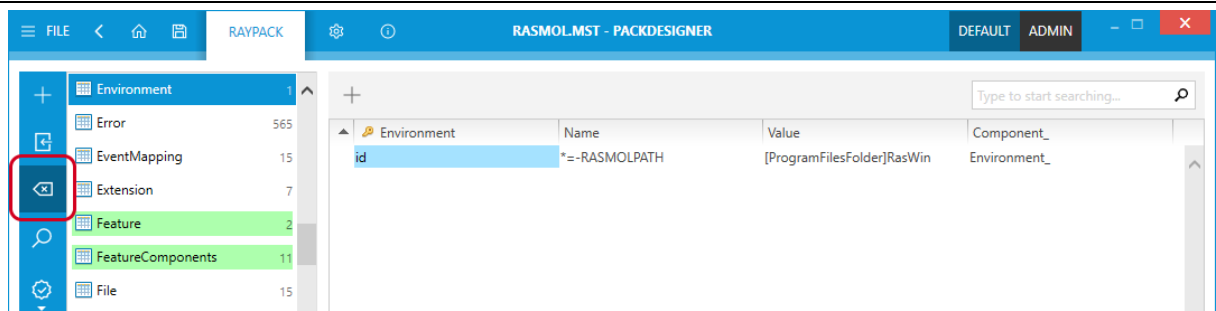 FILE RAYPACK RASMOL.MST - PACKDESIGNER DEFAULT ADMIN
Environment 1
Type to start searching...
Error 565
Environment Name Value Component_
EventMapping 15
id *=-RASMOLPATH [ProgramFilesFolder]RasWin Environment_
Extension 7
Feature 2
FeatureComponents 11
File 15